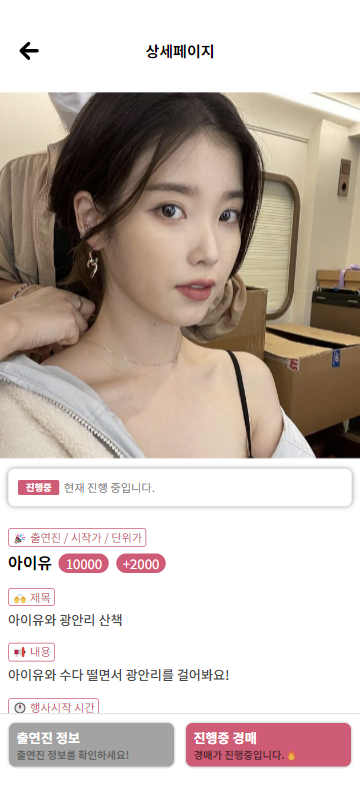 상세페이지
진행중 현재 진행 중입니다.
🎉 출연진 / 시작가 / 단위가
아이유 10000 +2000
🙌 제목
아이유와 광안리 산책
📢 내용
아이유와 수다 떨면서 광안리를 걸어봐요!
🕛 행사시작 시간
출연진 정보
출연진 정보를 확인하세요!
진행중 경매
경매가 진행중입니다.🔥